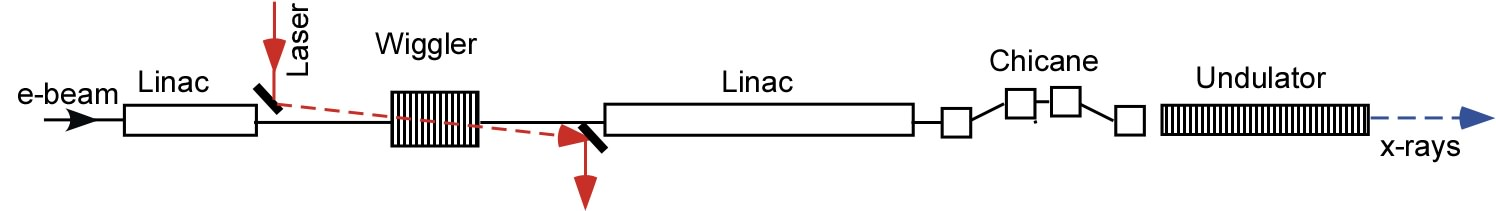 e-beam
Linac
Laser
Wiggler
Linac
Chicane
Undulator
x-rays